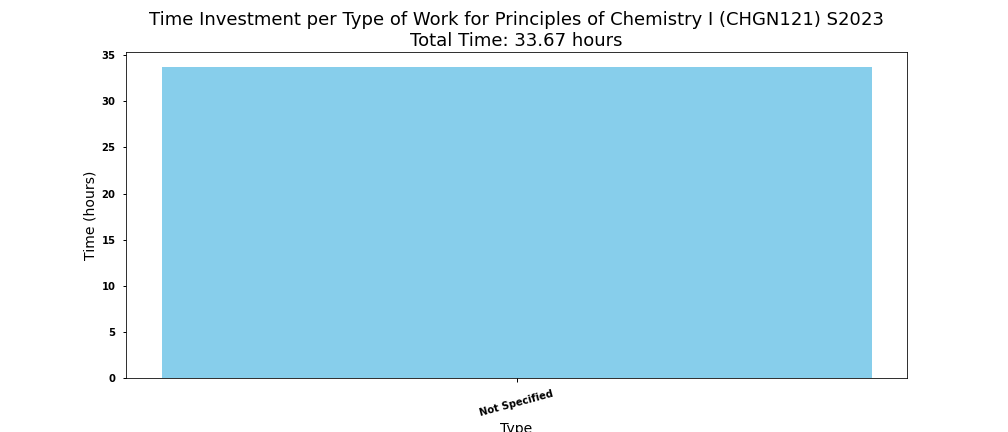 Time Investment per Type of Work for Principles of Chemistry I (CHGN121) S2023
Total Time: 33.67 hours
35
30
25
20
15
10
5
0
Time (hours)
Not Specified
Type